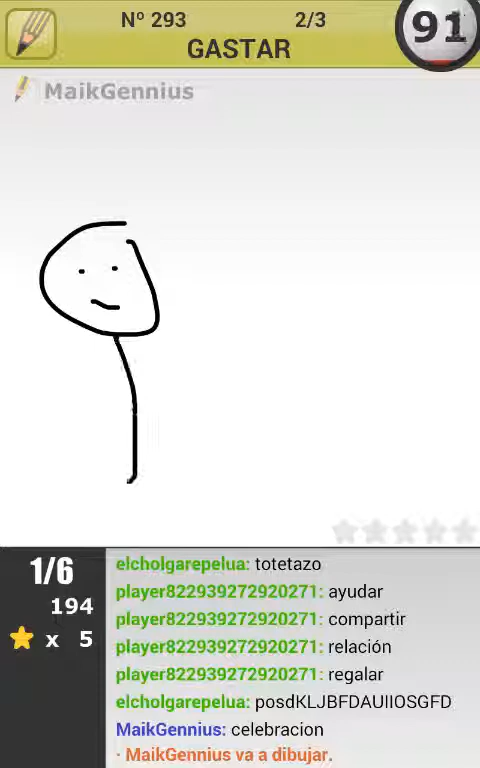 Nº 293 2/3 91
GASTAR
MaikGennius
1/6
194
x 5
elcholgarepelua: totetazo
player822939272920271: ayudar
player822939272920271: compartir
player822939272920271: relación
player822939272920271: regalar
elcholgarepelua: posdKLJBFDAUIIOSGFD
MaikGennius: celebracion
· MaikGennius va a dibujar.